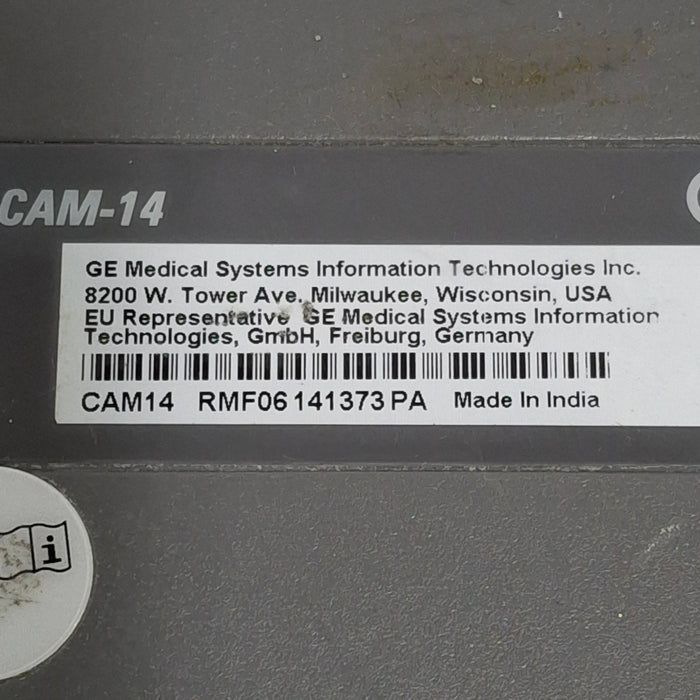 CAM-14
GE Medical Systems Information Technologies Inc.
8200 W. Tower Ave. Milwaukee, Wisconsin, USA
EU Representative GE Medical Systems Information
Technologies, GmbH, Freiburg, Germany
CAM14 RMF06141373PA Made In India
i